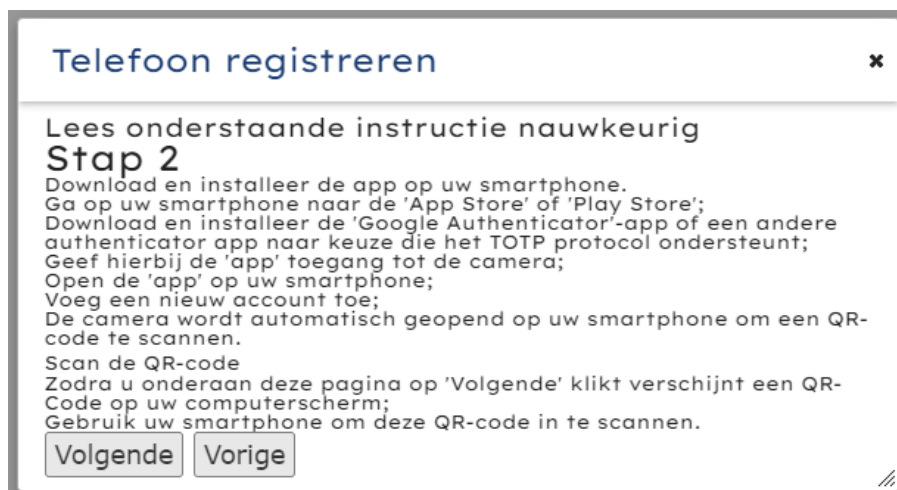 Telefoon registreren
Lees onderstaande instructie nauwkeurig
Stap 2
Download en installeer de app op uw smartphone.
Ga op uw smartphone naar de 'App Store' of 'Play Store';
Download en installeer de 'Google Authenticator'-app of een andere
authenticator app naar keuze die het TOTP protocol ondersteunt;
Geef hierbij de 'app' toegang tot de camera;
Open de 'app' op uw smartphone;
Voeg een nieuw account toe;
De camera wordt automatisch geopend op uw smartphone om een QR-
code te scannen.
Scan de QR-code
Zodra u onderaan deze pagina op 'Volgende' klikt verschijnt een QR-
Code op uw computerscherm;
Gebruik uw smartphone om deze QR-code in te scannen.
Volgende Vorige